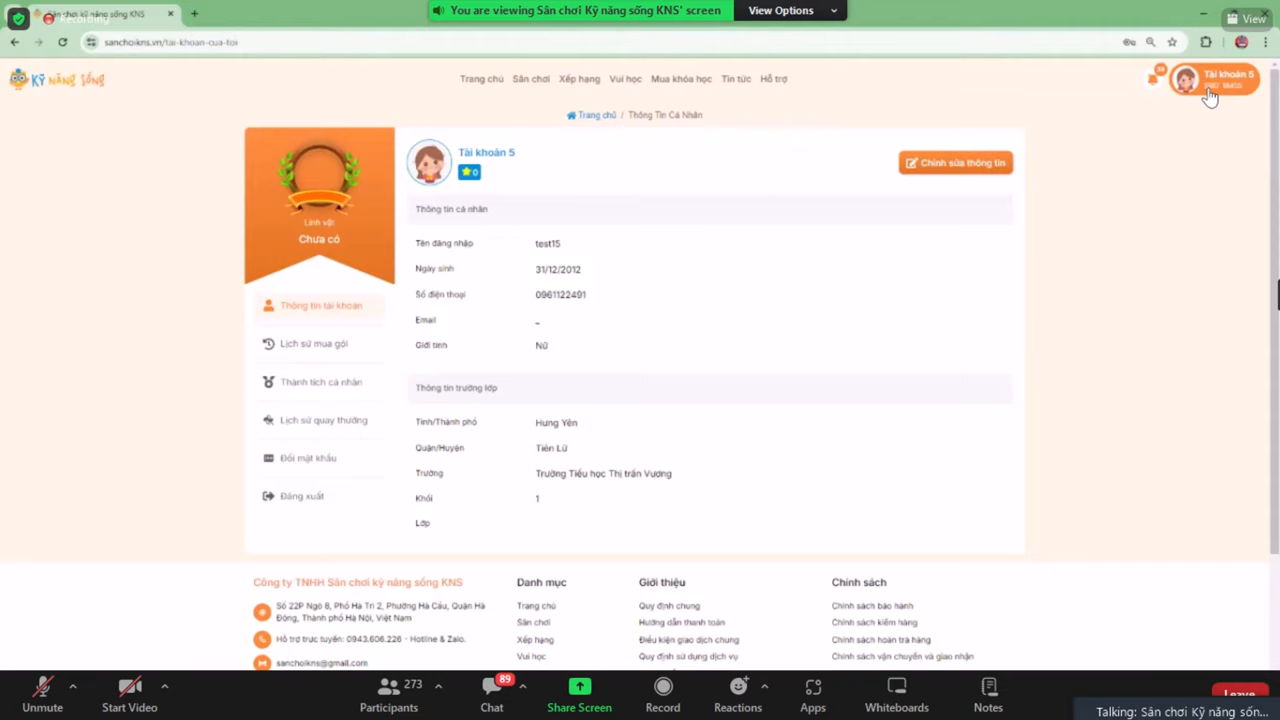 Sân chơi kỹ năng sống KNS
You are viewing Sân chơi Kỹ năng sống KNS' screen
View Options
Recording
View
sanchoikns.vn/tai-khoan-cua-toi
KỸ NĂNG SỐNG
Trang chủ Sân chơi Xếp hạng Vui học Mua khóa học Tin tức Hỗ trợ
Tài khoản 5
Trang chủ / Thông Tin Cá Nhân
Linh vật
Chưa có
Tài khoản 5
0
Chỉnh sửa thông tin
Thông tin cá nhân
Tên đăng nhập test15
Ngày sinh 31/12/2012
Số điện thoại 0961122491
Email _
Giới tính Nữ
Thông tin tài khoản
Lịch sử mua gói
Thành tích cá nhân
Lịch sử quay thưởng
Đổi mật khẩu
Đăng xuất
Thông tin trường lớp
Tỉnh/Thành phố Hưng Yên
Quận/Huyện Tiên Lữ
Trường Trường Tiểu học Thị trấn Vương
Khối 1
Lớp
Công ty TNHH Sân chơi kỹ năng sống KNS
Số 22P Ngõ 8, Phố Hà Trì 2, Phường Hà Cầu, Quận Hà
Đông, Thành phố Hà Nội, Việt Nam
Hỗ trợ trực tuyến: 0943.606.226 - Hotline & Zalo.
sanchoikns@gmail.com
Danh mục
Trang chủ
Sân chơi
Xếp hạng
Vui học
Giới thiệu
Quy định chung
Hướng dẫn thanh toán
Điều kiện giao dịch chung
Quy định sử dụng dịch vụ
Chính sách
Chính sách bảo hành
Chính sách kiểm hàng
Chính sách hoàn trả hàng
Chính sách vận chuyển và giao nhận
Unmute
Start Video
273
Participants
89
Chat
Share Screen
Record
Reactions
Apps
Whiteboards
Notes
Leave
Talking: Sân chơi Kỹ năng sốn...